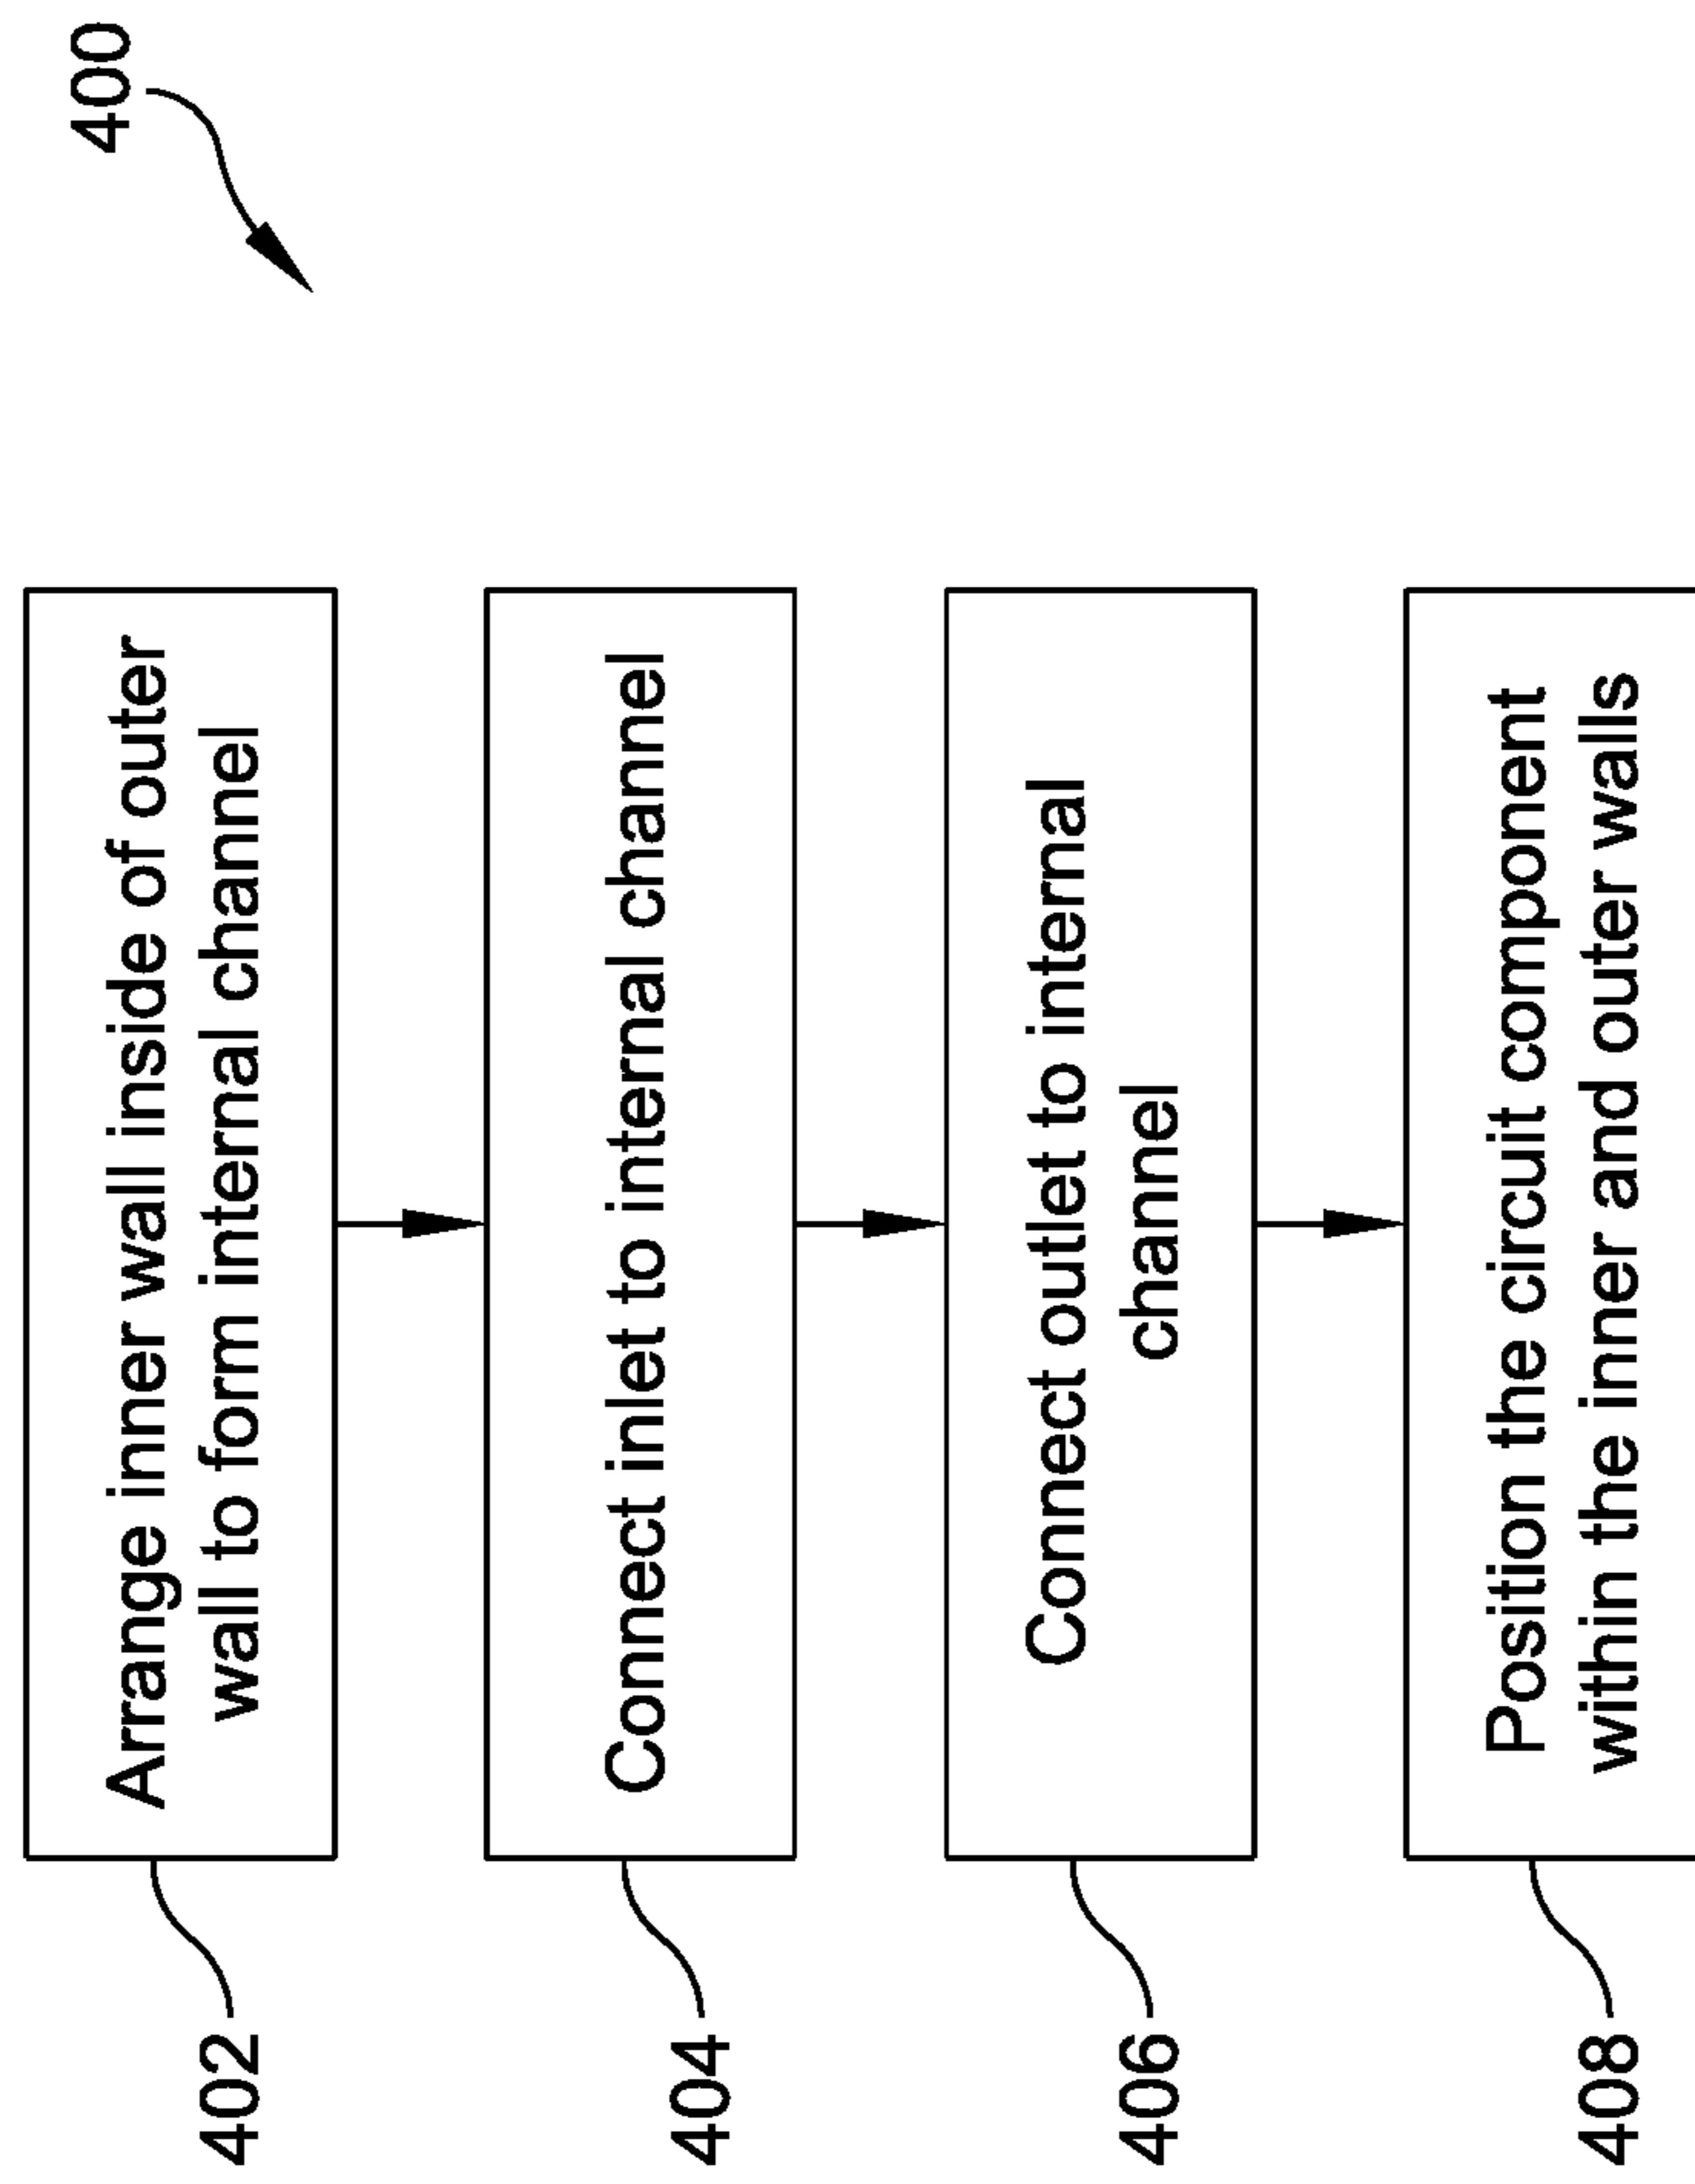 400
402
Arrange inner wall inside of outer
wall to form internal channel
404
Connect inlet to internal channel
406
Connect outlet to internal
channel
408
Position the circuit component
within the inner and outer walls